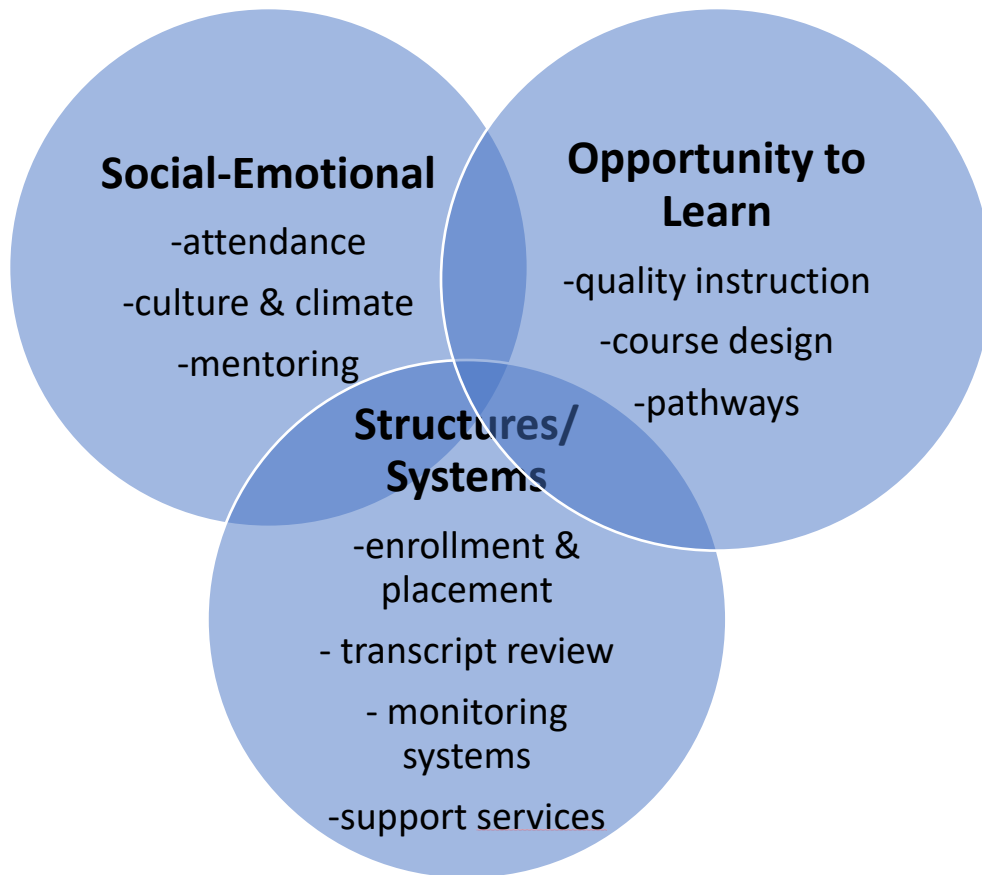 Social-Emotional
-attendance
-culture & climate
-mentoring
Opportunity to
Learn
-quality instruction
-course design
-pathways
Structures/
Systems
-enrollment &
placement
- transcript review
- monitoring
systems
-support services